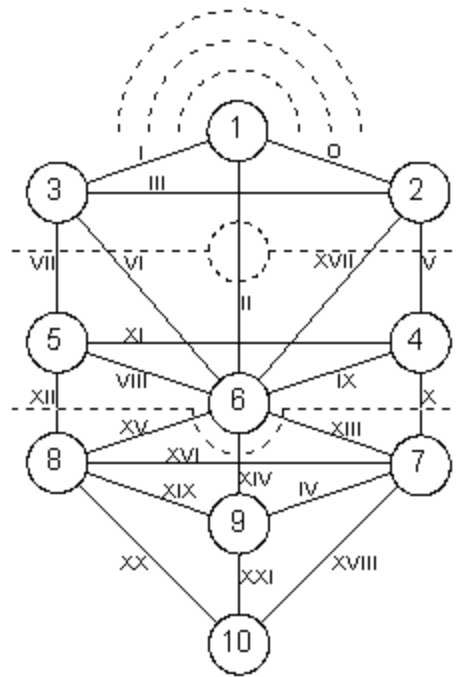 1
I O
3 III 2
VII VI XVII V
II
5 XI 4
VIII IX
XII 6 X
XV XIII
8 XVI 7
XIX XIV IV
9
XX XXI XVIII
10